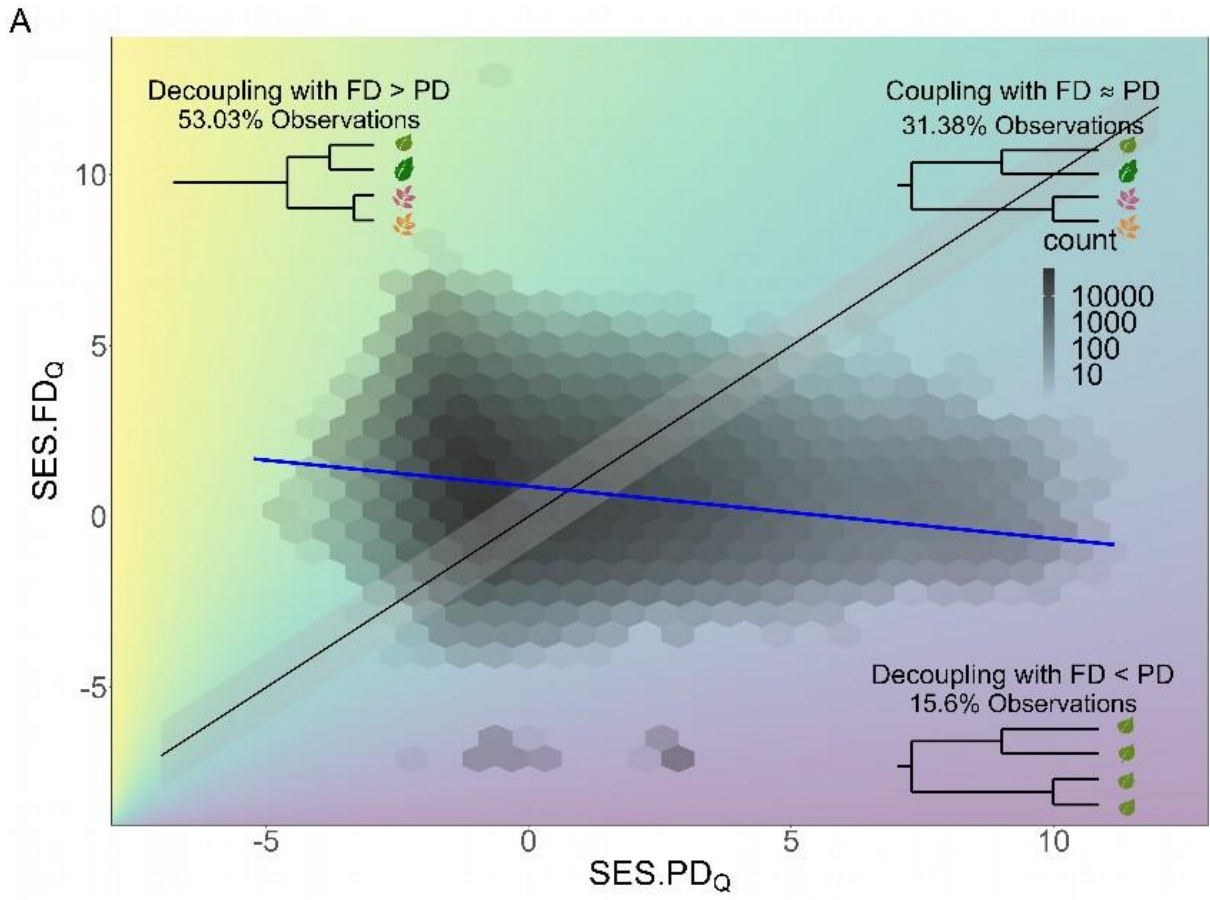 A
Decoupling with FD > PD
53.03% Observations
Coupling with FD ≈ PD
31.38% Observations
count
10000
1000
100
10
10
5
0
-5
SES.FDQ
Decoupling with FD < PD
15.6% Observations
-5
0
5
10
SES.PDQ